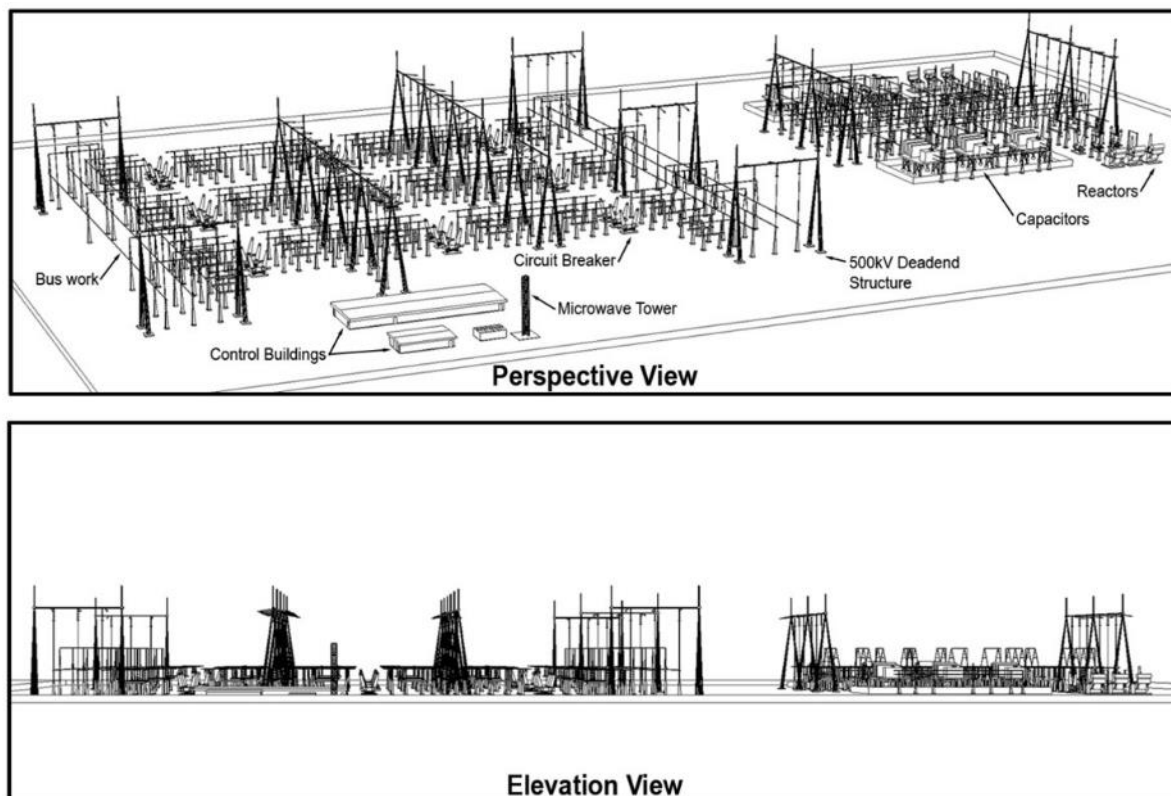 Reactors
Capacitors
Bus work
Circuit Breaker
500kV Deadend
Structure
Microwave Tower
Control Buildings
Perspective View
Elevation View